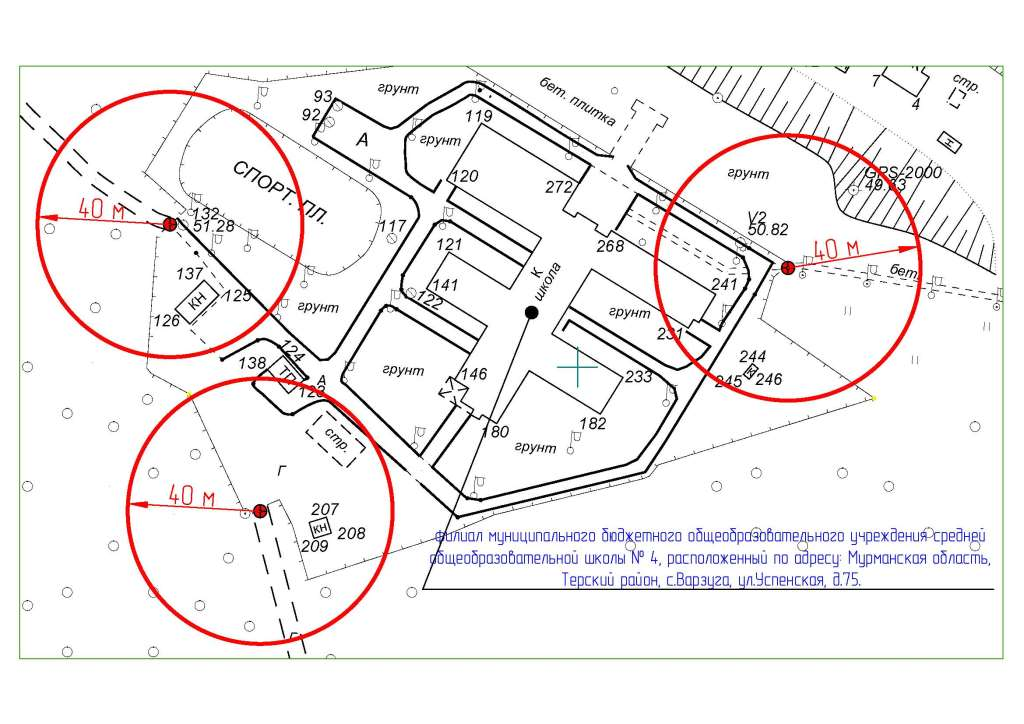 стр.
7
4
К
Н
бет. плитка
грунт
93
92
А
119
грунт
СПОРТ. ПЛ.
120
272
грунт
GPS-2000
49.83
40 м
132
51.28
117
121
268
V2
50.82
40 м
бет.
137
КН
125
126
141
122
К
школа
241
грунт
грунт
231
124
138
ТР
123
А
грунт
146
233
244
245
К
246
стр.
180
182
грунт
Г
40 м
207
КН
208
209
филиал муниципального бюджетного общеобразовательного учреждения средней
общеобразовательной школы № 4, расположенный по адресу: Мурманская область,
Терский район, с.Варзуга, ул.Успенская, д.75.
Г